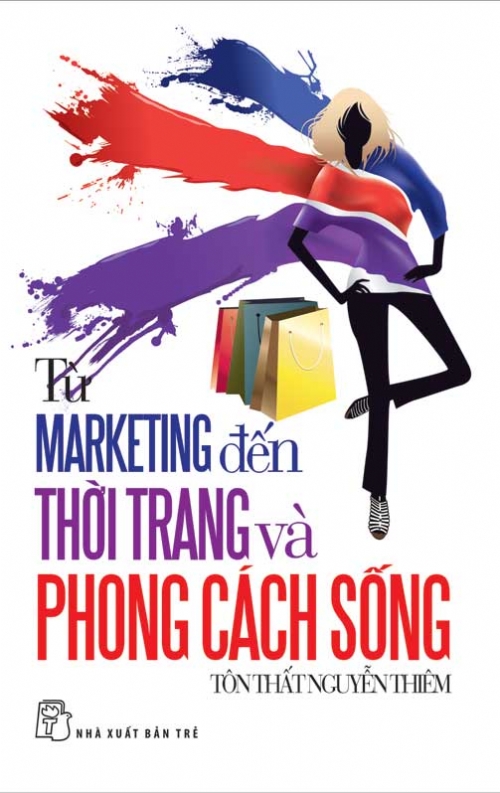 Từ
MARKETING đến
THỜI TRANG và
PHONG CÁCH SỐNG
TÔN THẤT NGUYỄN THIÊM
NHÀ XUẤT BẢN TRẺ